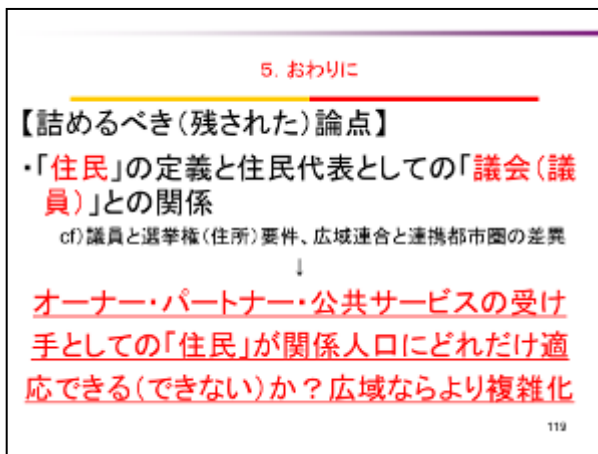 5. おわりに
【詰めるべき(残された)論点】
・「住民」の定義と住民代表としての「議会(議
員)」との関係
cf)議員と選挙権(住所)要件、広域連合と連携都市圏の差異
↓
オーナー・パートナー・公共サービスの受け
手としての「住民」が関係人口にどれだけ適
応できる(できない)か?広域ならより複雑化
119